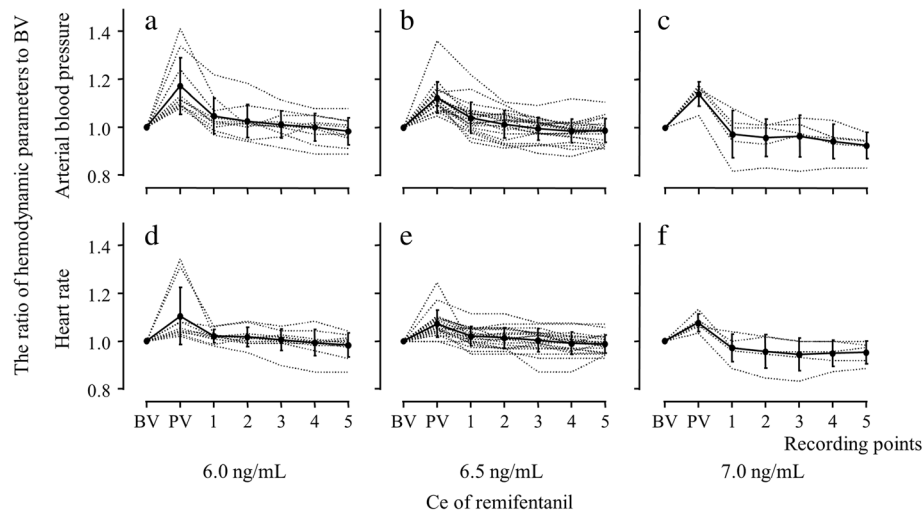 The ratio of hemodynamic parameters to BV
Arterial blood pressure
a
b
c
1.4
1.2
1.0
0.8
Heart rate
d
e
f
1.4
1.2
1.0
0.8
BV PV 1 2 3 4 5
BV PV 1 2 3 4 5
BV PV 1 2 3 4 5
Recording points
6.0 ng/mL
6.5 ng/mL
7.0 ng/mL
Ce of remifentanil